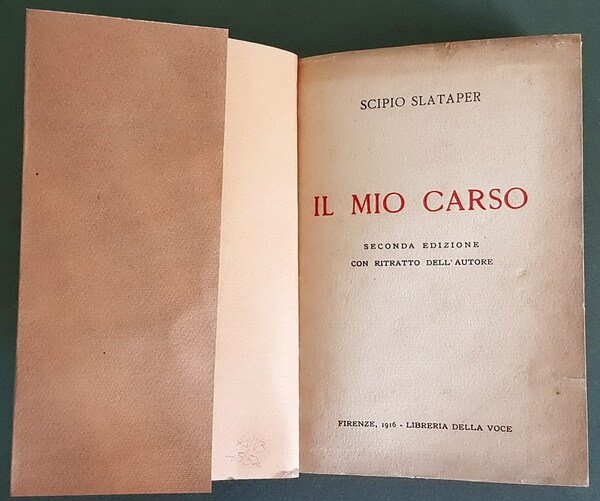 SCIPIO SLATAPER
IL MIO CARSO
SECONDA EDIZIONE
CON RITRATTO DELL'AUTORE
FIRENZE, 1916 - LIBRERIA DELLA VOCE